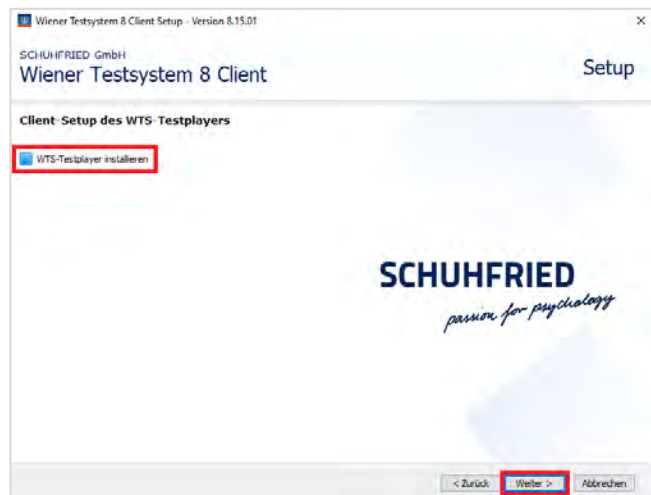 Wiener Testsystem 8 Client Setup - Version 8.15.01
SCHUHFRIED GmbH
Wiener Testsystem 8 Client
Setup
Client-Setup des WTS-Testplayers
WTS-Testplayer installieren
SCHUHFRIED
passion for psychology
< Zurück
Weiter >
Abbrechen